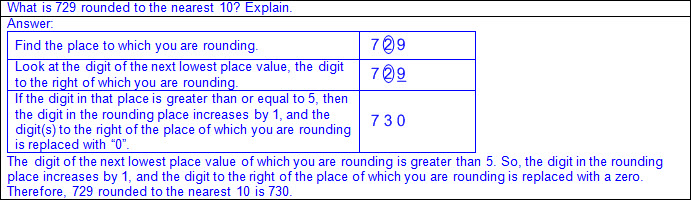 What is 729 rounded to the nearest 10? Explain.
Answer:
Find the place to which you are rounding.
7 2 9
Look at the digit of the next lowest place value, the digit
to the right of which you are rounding.
7 2 9
If the digit in that place is greater than or equal to 5, then
the digit in the rounding place increases by 1, and the
digit(s) to the right of the place of which you are rounding
is replaced with “0”.
7 3 0
The digit of the next lowest place value of which you are rounding is greater than 5. So, the digit in the rounding
place increases by 1, and the digit to the right of the place of which you are rounding is replaced with a zero.
Therefore, 729 rounded to the nearest 10 is 730.